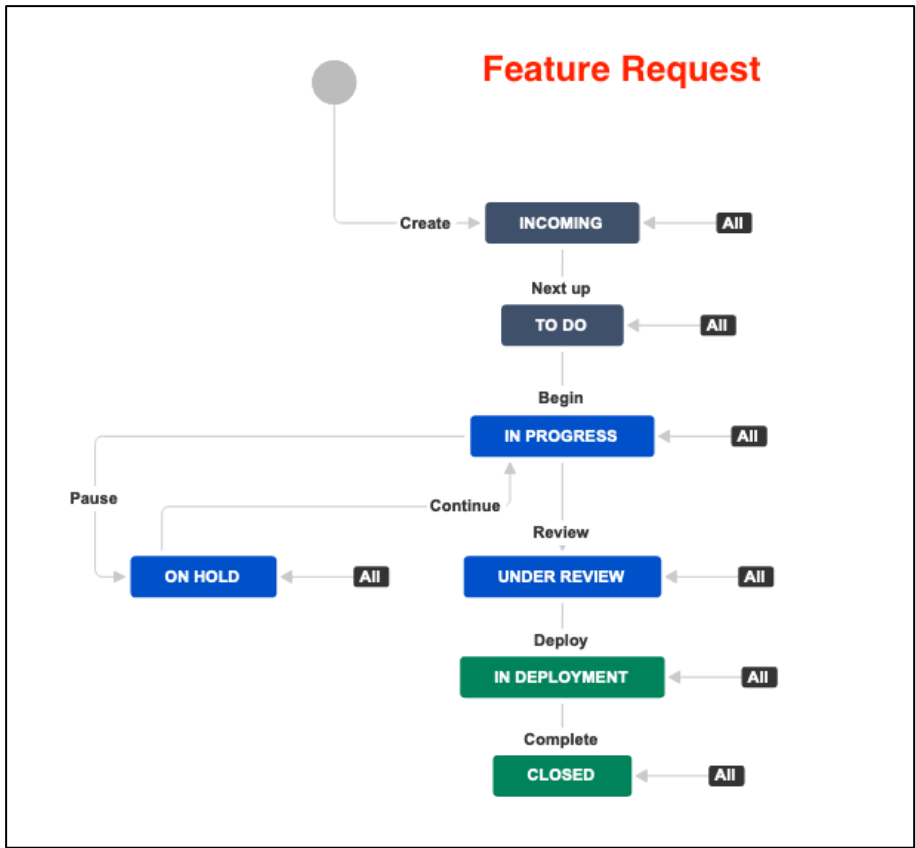 Feature Request
Create
INCOMING
All
Next up
TO DO
All
Begin
IN PROGRESS
All
Pause
Continue
Review
ON HOLD
All
UNDER REVIEW
All
Deploy
IN DEPLOYMENT
All
Complete
CLOSED
All